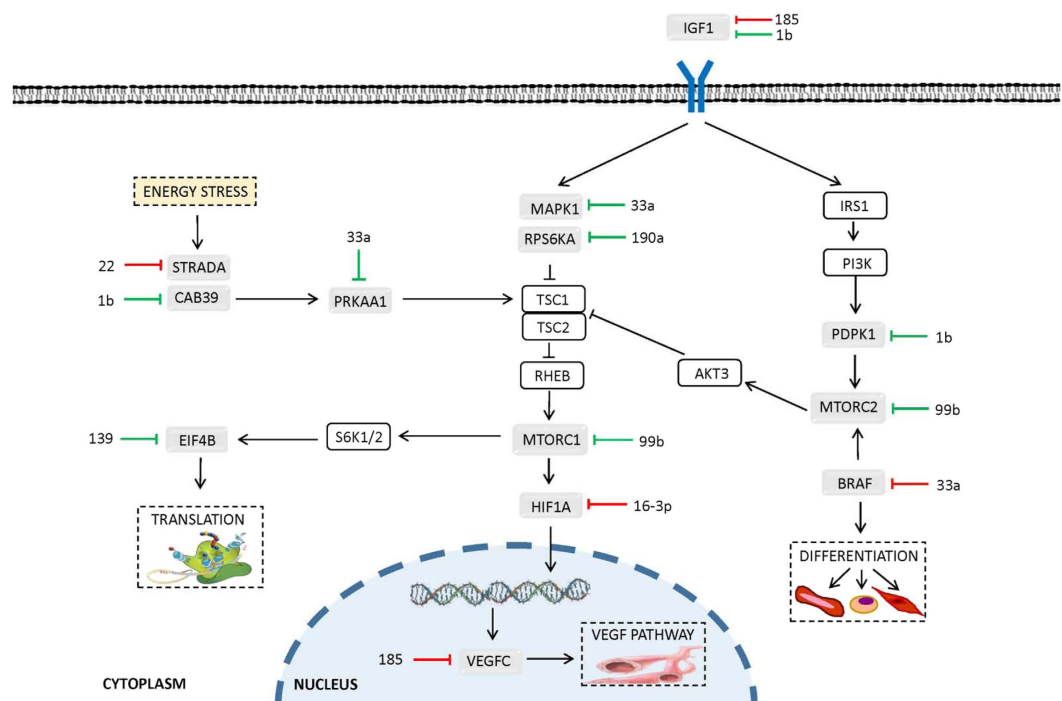 IGF1
185
1b
ENERGY STRESS
MAPK1
33a
IRS1
33a
RPS6KA
190a
22
STRADA
PI3K
1b
CAB39
PRKAA1
TSC1
TSC2
PDPK1
1b
RHEB
AKT3
MTORC2
99b
139
EIF4B
S6K1/2
MTORC1
99b
BRAF
33a
HIF1A
16-3p
TRANSLATION
DIFFERENTIATION
VEGF PATHWAY
185
VEGFC
CYTOPLASM
NUCLEUS